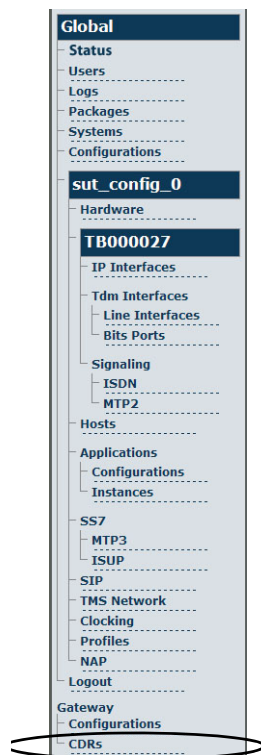 Global
Status
Users
Logs
Packages
Systems
Configurations
sut_config_0
Hardware
TB000027
IP Interfaces
Tdm Interfaces
Line Interfaces
Bits Ports
Signaling
ISDN
MTP2
Hosts
Applications
Configurations
Instances
SS7
MTP3
ISUP
SIP
TMS Network
Clocking
Profiles
NAP
Logout
Gateway
Configurations
CDRs